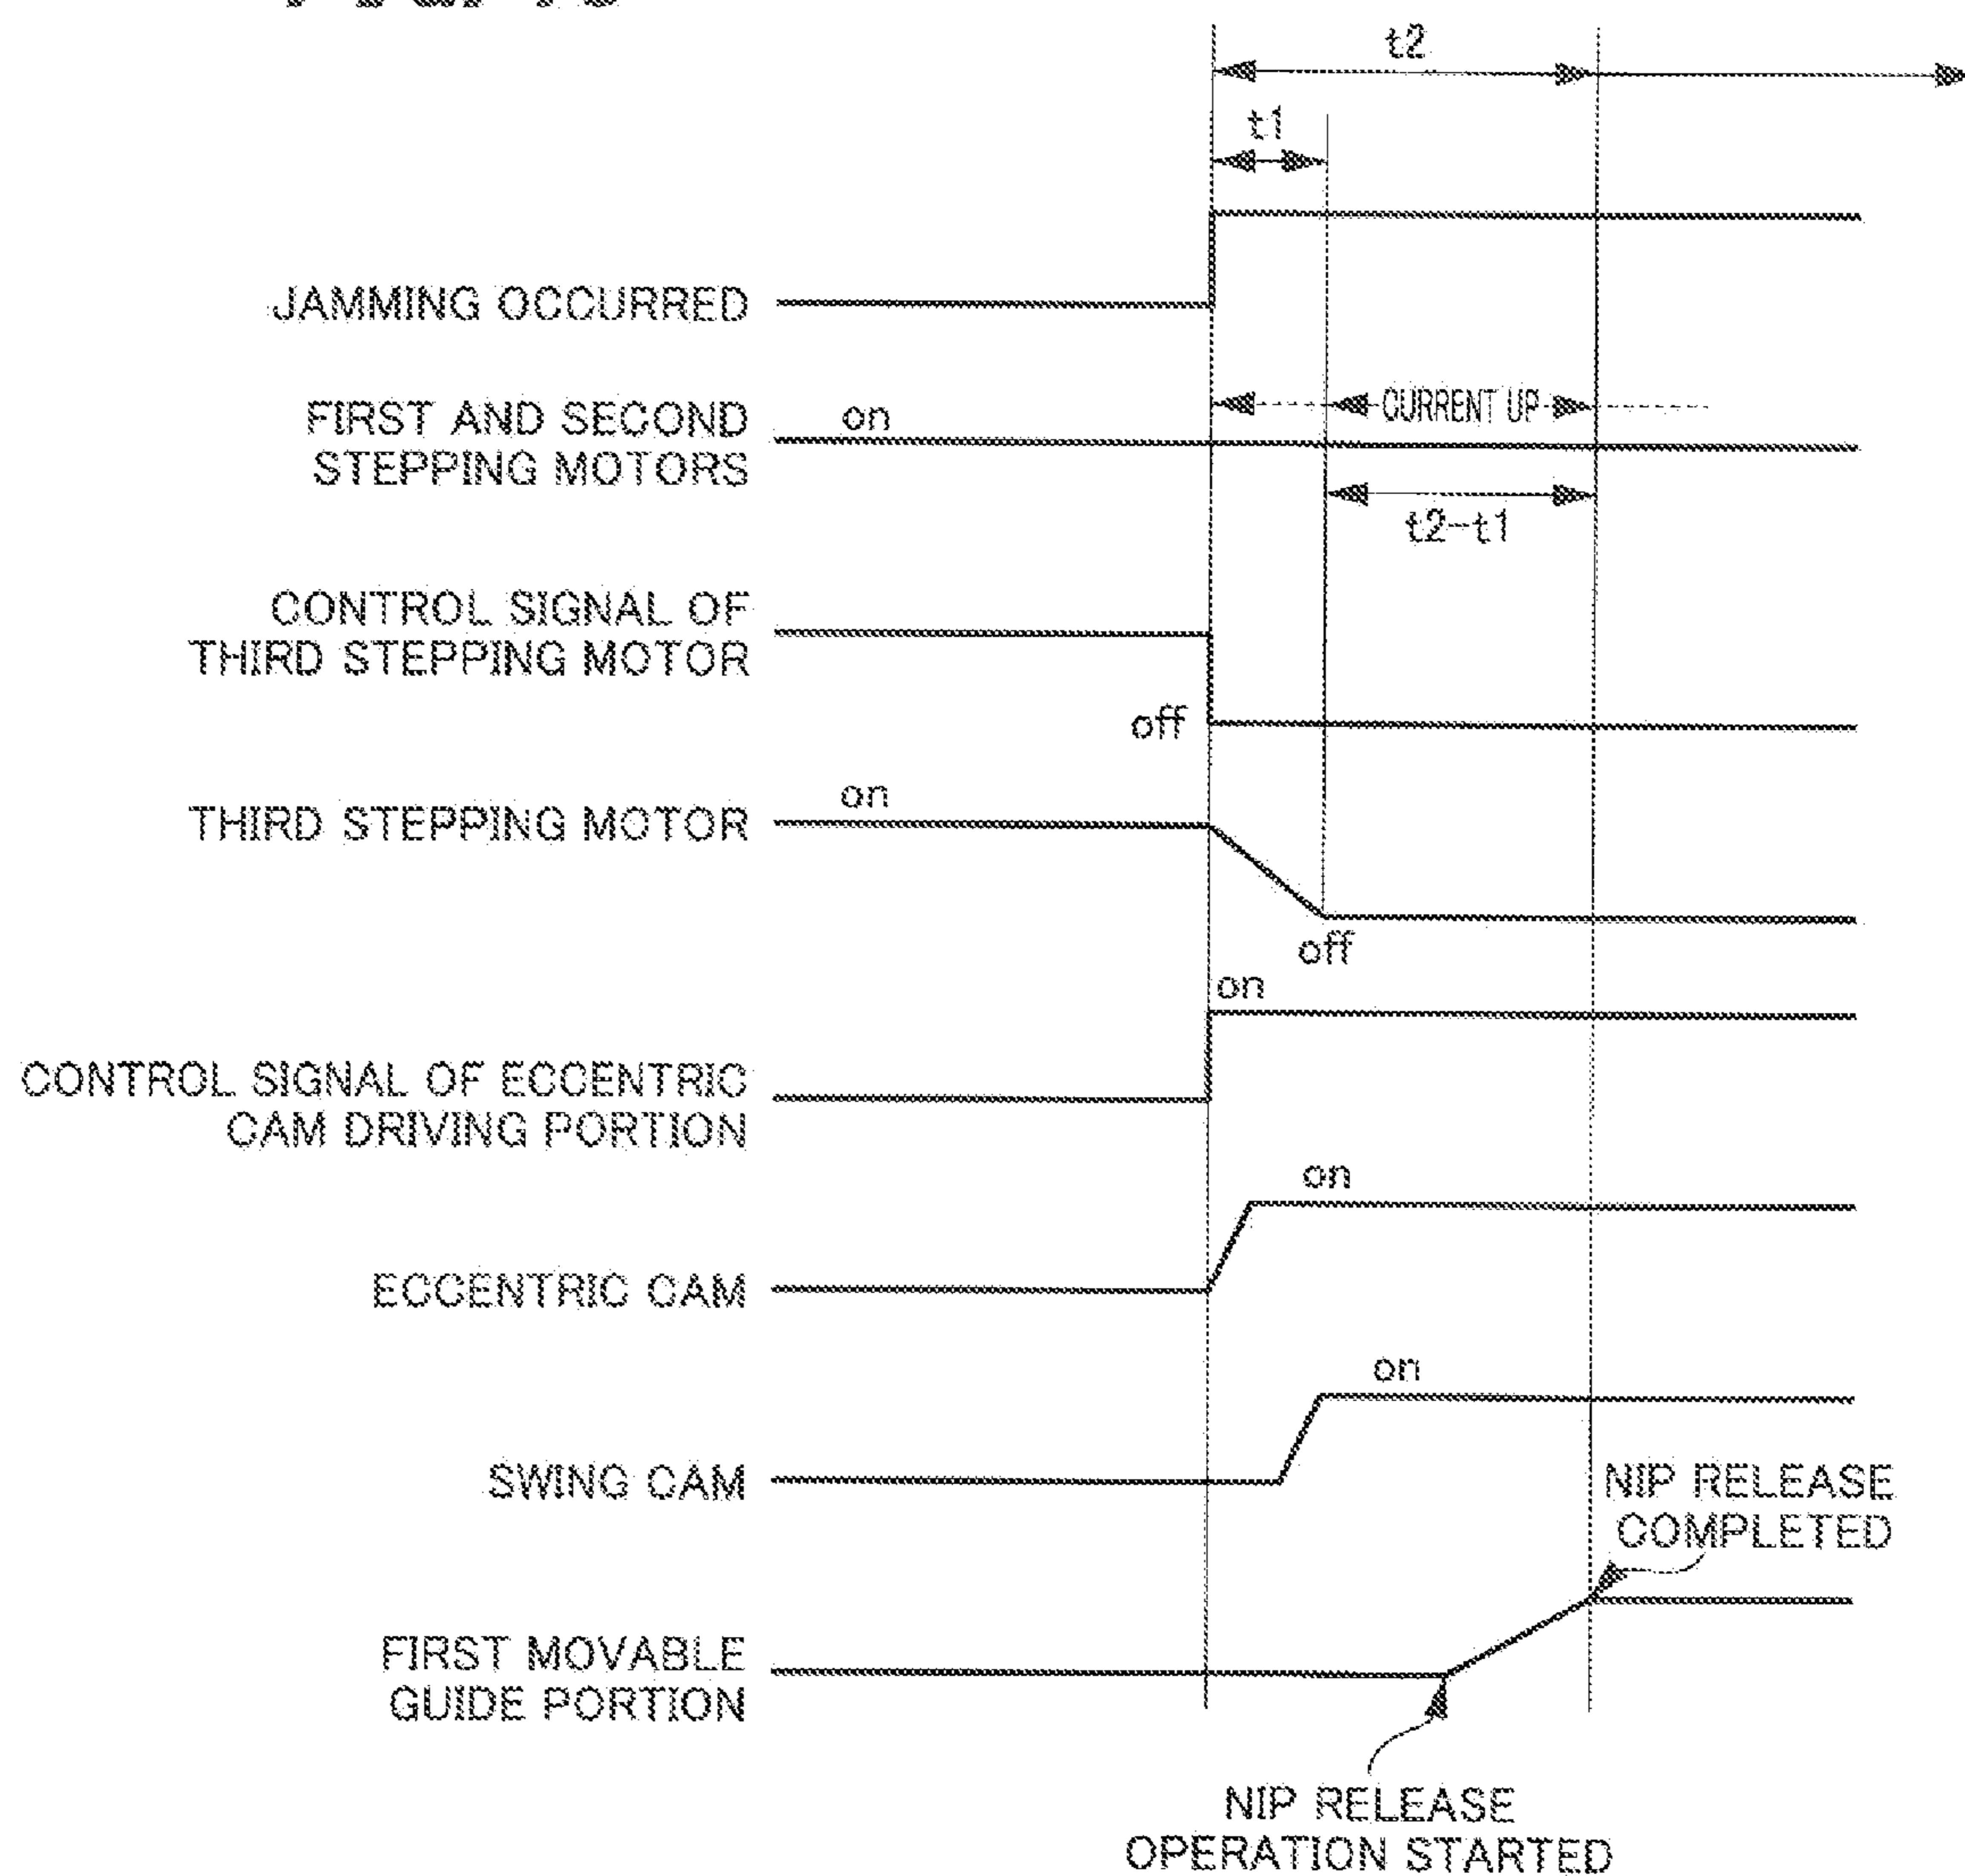 t2
t1
JAMMING OCCURRED
FIRST AND SECOND
STEPPING MOTORS
on
CURRENT UP
t2-t1
CONTROL SIGNAL OF
THIRD STEPPING MOTOR
off
THIRD STEPPING MOTOR
on
off
CONTROL SIGNAL OF ECCENTRIC
CAM DRIVING PORTION
on
ECCENTRIC CAM
on
SWING CAM
on
NIP RELEASE
COMPLETED
FIRST MOVABLE
GUIDE PORTION
NIP RELEASE
OPERATION STARTED